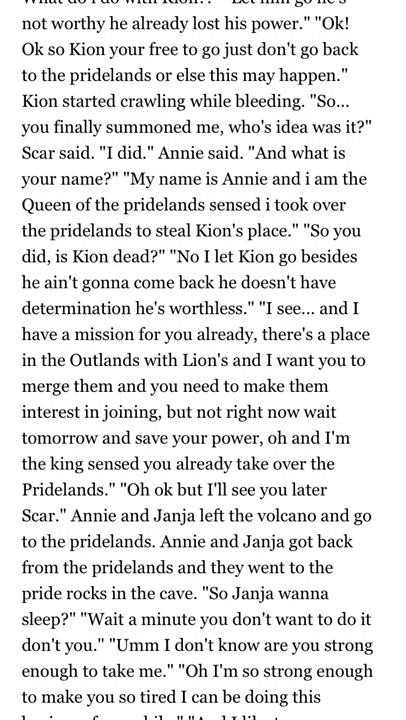 not worthy he already lost his power." "Ok!
Ok so Kion your free to go just don't go back
to the pridelands or else this may happen."
Kion started crawling while bleeding. "So...
you finally summoned me, who's idea was it?"
Scar said. "I did." Annie said. "And what is
your name?" "My name is Annie and i am the
Queen of the pridelands sensed i took over
the pridelands to steal Kion's place." "So you
did, is Kion dead?" "No I let Kion go besides
he ain't gonna come back he doesn't have
determination he's worthless." "I see... and I
have a mission for you already, there's a place
in the Outlands with Lion's and I want you to
merge them and you need to make them
interest in joining, but not right now wait
tomorrow and save your power, oh and I'm
the king sensed you already take over the
Pridelands." "Oh ok but I'll see you later
Scar." Annie and Janja left the volcano and go
to the pridelands. Annie and Janja got back
from the pridelands and they went to the
pride rocks in the cave. "So Janja wanna
sleep?" "Wait a minute you don't want to do it
don't you." "Umm I don't know are you strong
enough to take me." "Oh I'm so strong enough
to make you so tired I can be doing this